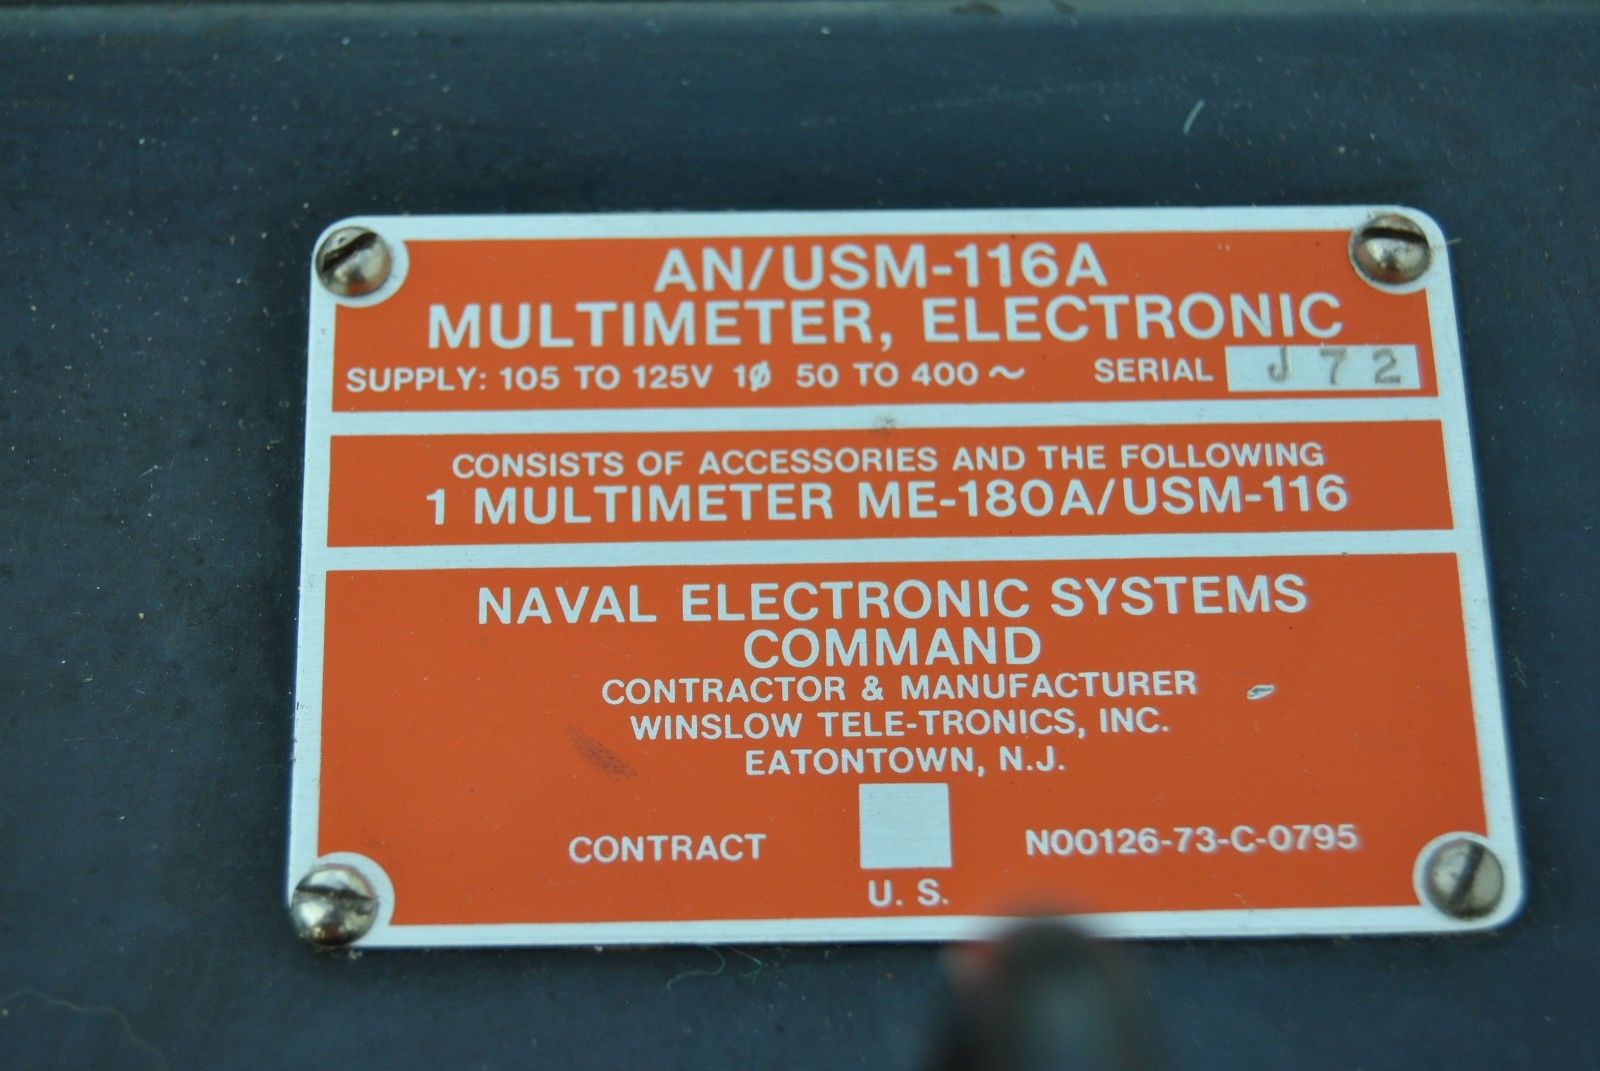 AN/USM-116A
MULTIMETER, ELECTRONIC
SUPPLY: 105 TO 125V 1Ø 50 TO 400 ~ SERIAL J 72
CONSISTS OF ACCESSORIES AND THE FOLLOWING
1 MULTIMETER ME-180A/USM-116
NAVAL ELECTRONIC SYSTEMS
COMMAND
CONTRACTOR & MANUFACTURER
WINSLOW TELE-TRONICS, INC.
EATONTOWN, N.J.
CONTRACT N00126-73-C-0795
U. S.